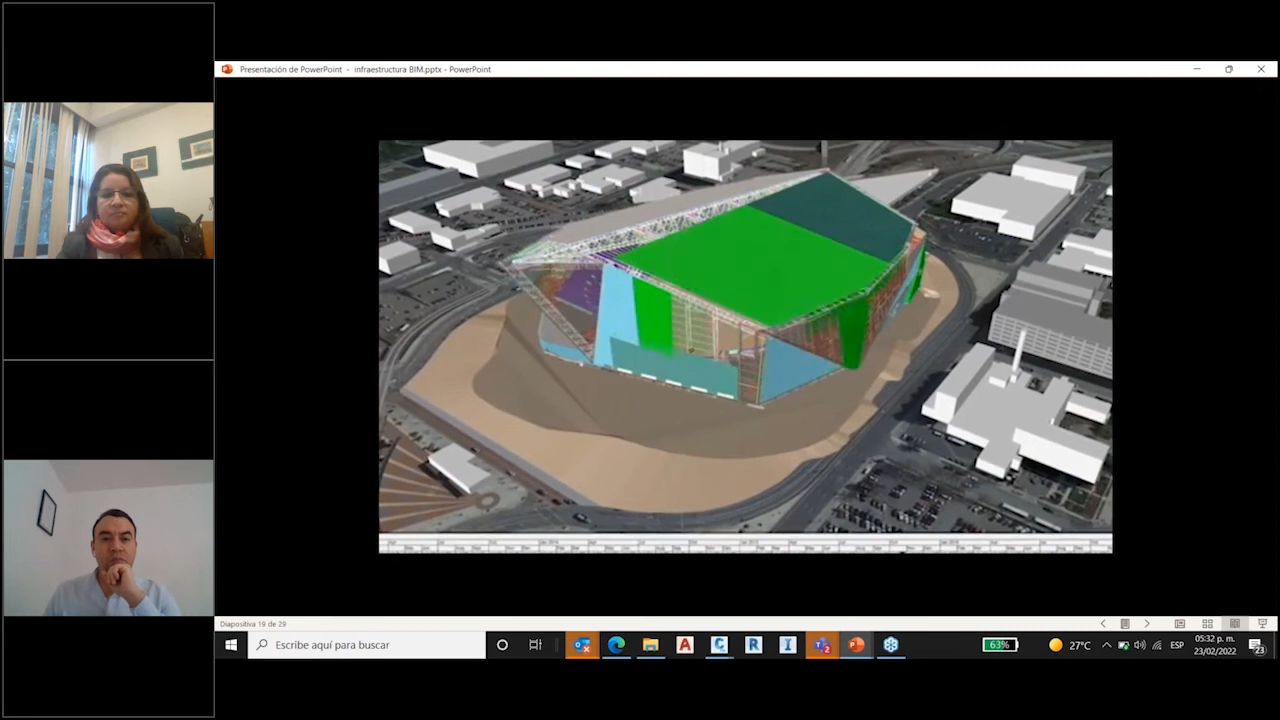 Presentación de PowerPoint - infraestructura BIM.pptx - PowerPoint
Diapositiva 19 de 29
Escribe aquí para buscar
63%
27°C
ESP
05:32 p. m.
23/02/2022
23